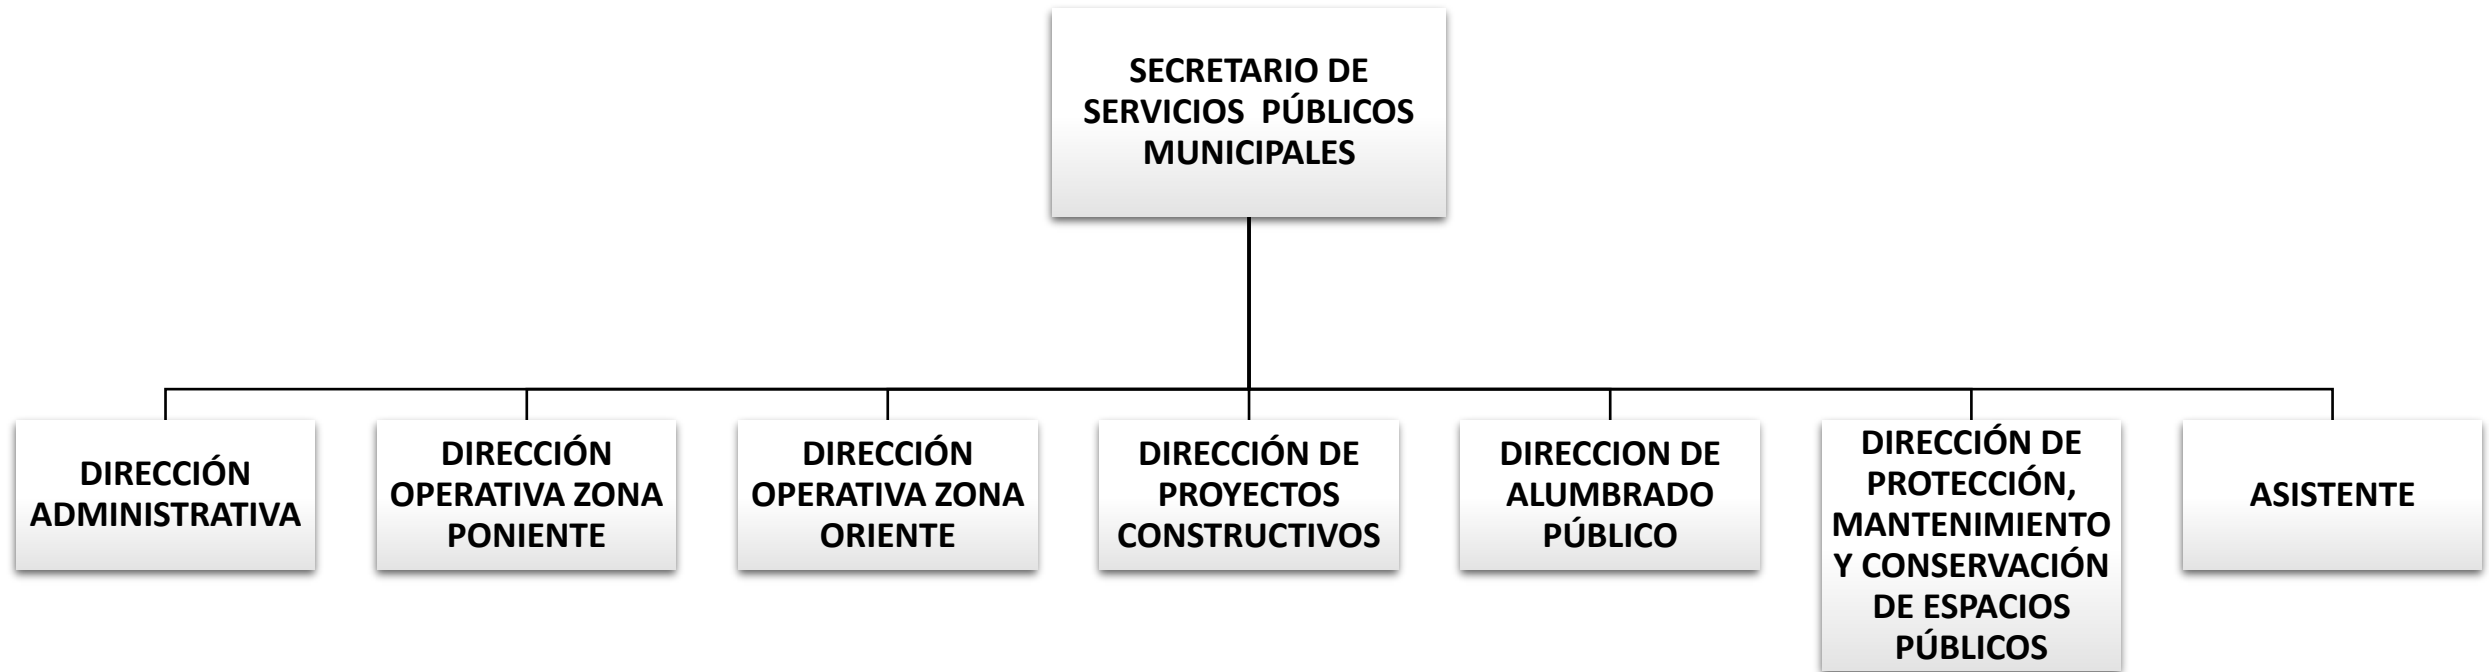 SECRETARIO DE
SERVICIOS PÚBLICOS
MUNICIPALES
DIRECCIÓN
ADMINISTRATIVA
DIRECCIÓN
OPERATIVA ZONA
PONIENTE
DIRECCIÓN
OPERATIVA ZONA
ORIENTE
DIRECCIÓN DE
PROYECTOS
CONSTRUCTIVOS
DIRECCION DE
ALUMBRADO
PÚBLICO
DIRECCIÓN DE
PROTECCIÓN,
MANTENIMIENTO
Y CONSERVACIÓN
DE ESPACIOS
PÚBLICOS
ASISTENTE